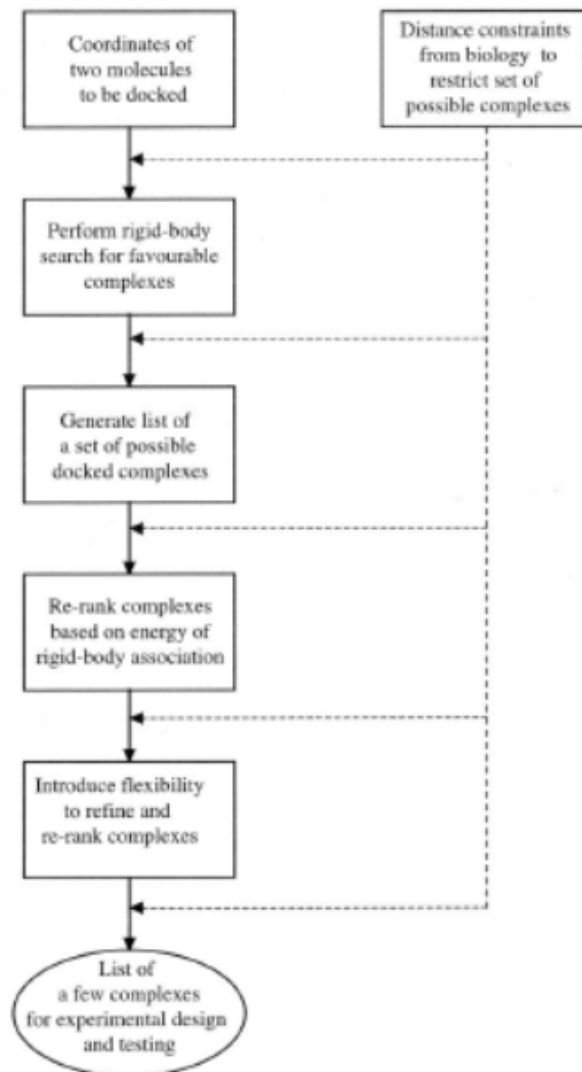 Coordinates of
two molecules
to be docked
Distance constraints
from biology to
restrict set of
possible complexes
Perform rigid-body
search for favourable
complexes
Generate list of
a set of possible
docked complexes
Re-rank complexes
based on energy of
rigid-body association
Introduce flexibility
to refine and
re-rank complexes
List of
a few complexes
for experimental design
and testing